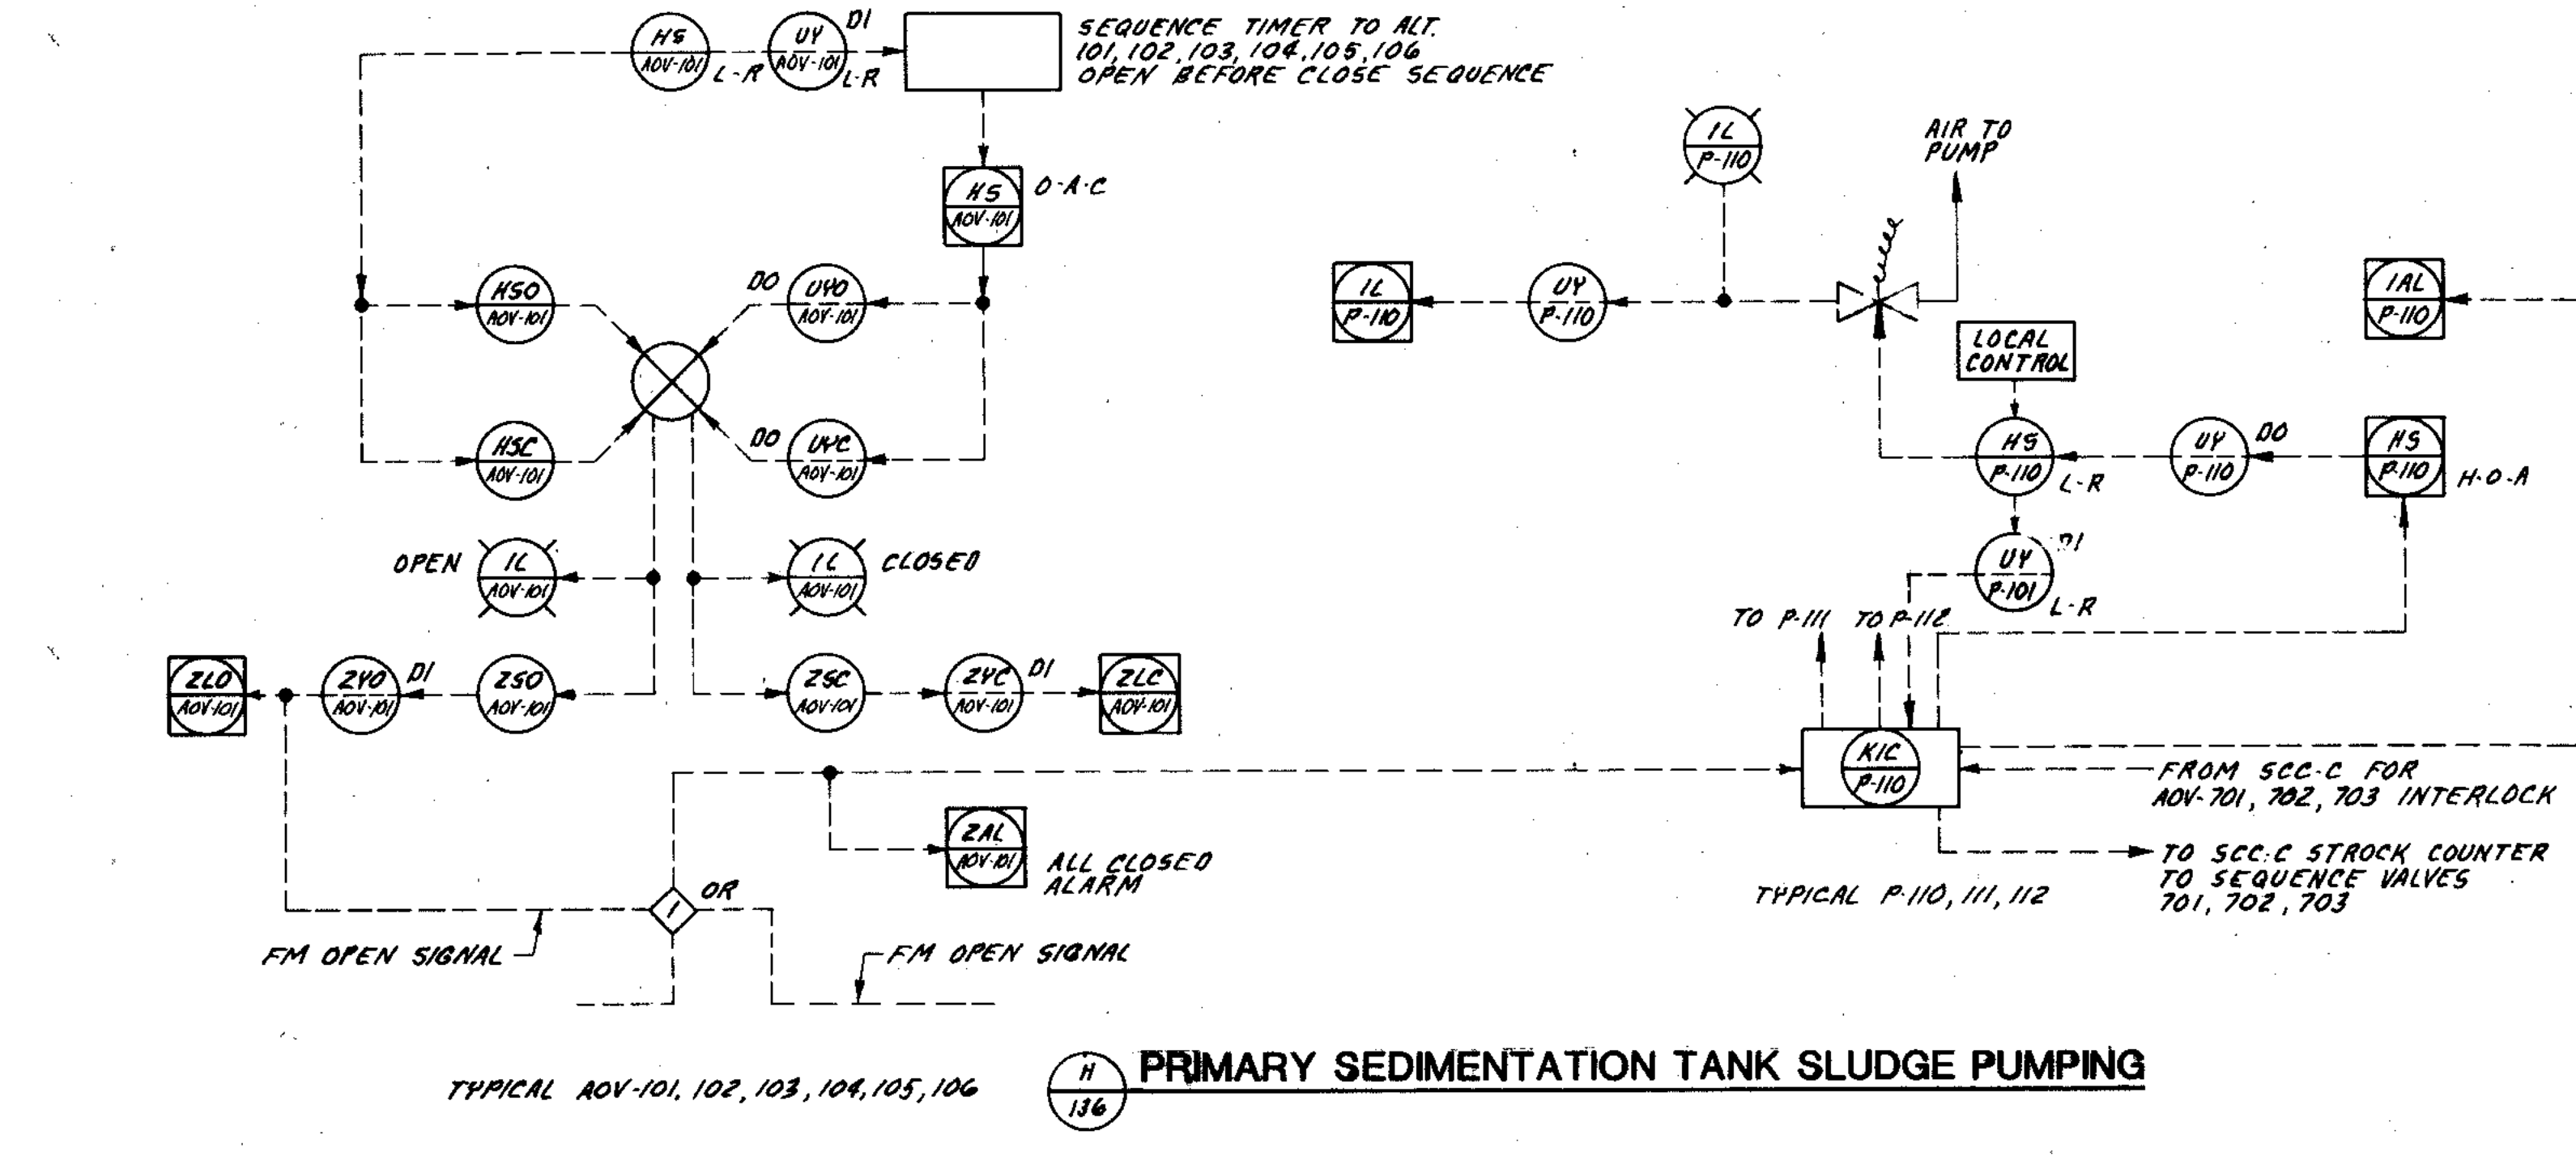 HS
AOV-101
L-R
UY
AOV-101
DI
L-R
SEQUENCE TIMER TO ALT.
101, 102, 103, 104, 105, 106
OPEN BEFORE CLOSE SEQUENCE
HS
AOV-101
O-A-C
HSO
AOV-101
DO
UYO
AOV-101
HSC
AOV-101
DO
UYC
AOV-101
OPEN
IL
AOV-101
IL
AOV-101
CLOSED
ZLO
AOV-101
ZYO
AOV-101
DI
ZSO
AOV-101
ZSC
AOV-101
ZYC
AOV-101
DI
ZLC
AOV-101
ZAL
AOV-101
ALL CLOSED
ALARM
OR
1
FM OPEN SIGNAL
FM OPEN SIGNAL
TYPICAL AOV-101, 102, 103, 104, 105, 106
IL
P-110
AIR TO
PUMP
IL
P-110
UY
P-110
IAL
P-110
LOCAL
CONTROL
HS
P-110
L-R
UY
P-110
DO
HS
P-110
H-O-A
UY
P-101
DI
L-R
TO P-111
TO P-112
KIC
P-110
FROM SCC-C FOR
AOV-701, 702, 703 INTERLOCK
TO SCC-C STROCK COUNTER
TO SEQUENCE VALVES
701, 702, 703
TYPICAL P-110, 111, 112
H
136
PRIMARY SEDIMENTATION TANK SLUDGE PUMPING